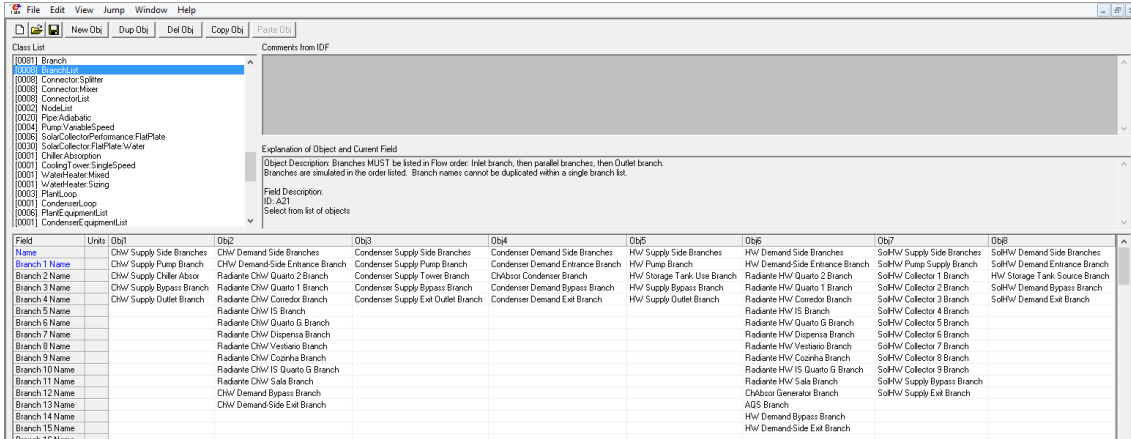 File Edit View Jump Window Help
New Obj Dup Obj Del Obj Copy Obj Paste Obj
Class List
Comments from IDF
[0081] Branch
[0008] BranchList
[0008] Connector:Splitter
[0008] Connector:Mixer
[0008] ConnectorList
[0002] NodeList
[0020] Pipe:Adiabatic
[0004] Pump:VariableSpeed
[0006] SolarCollectorPerformance:FlatPlate
[0030] SolarCollector:FlatPlate:Water
[0001] Chiller:Absorption
[0001] CoolingTower:SingleSpeed
[0001] WaterHeater:Mixed
[0001] WaterHeater:Sizing
[0003] PlantLoop
[0001] CondenserLoop
[0006] PlantEquipmentList
[0001] CondenserEquipmentList
Explanation of Object and Current Field
Object Description: Branches MUST be listed in Flow order: Inlet branch, then parallel branches, then Outlet branch.
Branches are simulated in the order listed. Branch names cannot be duplicated within a single branch list.
Field Description:
ID: A21
Select from list of objects
Field Units Obj1 Obj2 Obj3 Obj4 Obj5 Obj6 Obj7 Obj8
Name ChW Supply Side Branches ChW Demand Side Branches Condenser Supply Side Branches Condenser Demand Side Branches HW Supply Side Branches HW Demand Side Branches SolHW Supply Side Branches SolHW Demand Side Branches
Branch 1 Name ChW Supply Pump Branch ChW Demand-Side Entrance Branch Condenser Supply Pump Branch Condenser Demand Entrance Branch HW Pump Branch HW Demand-Side Entrance Branch SolHW Pump Supply Branch SolHW Demand Entrance Branch
Branch 2 Name ChW Supply Chiller Absor Radiante ChW Quarto 2 Branch Condenser Supply Tower Branch ChAbsor Condenser Branch HW Storage Tank Use Branch Radiante HW Quarto 2 Branch SolHW Collector 1 Branch HW Storage Tank Source Branch
Branch 3 Name ChW Supply Bypass Branch Radiante ChW Quarto 1 Branch Condenser Supply Bypass Branch Condenser Demand Bypass Branch HW Supply Bypass Branch Radiante HW Quarto 1 Branch SolHW Collector 2 Branch SolHW Demand Bypass Branch
Branch 4 Name ChW Supply Outlet Branch Radiante ChW Corredor Branch Condenser Supply Exit Outlet Branch Condenser Demand Exit Branch HW Supply Outlet Branch Radiante HW Corredor Branch SolHW Collector 3 Branch SolHW Demand Exit Branch
Branch 5 Name Radiante ChW IS Branch Radiante HW IS Branch SolHW Collector 4 Branch
Branch 6 Name Radiante ChW Quarto G Branch Radiante HW Quarto G Branch SolHW Collector 5 Branch
Branch 7 Name Radiante ChW Dispensa Branch Radiante HW Dispensa Branch SolHW Collector 6 Branch
Branch 8 Name Radiante ChW Vestiario Branch Radiante HW Vestiario Branch SolHW Collector 7 Branch
Branch 9 Name Radiante ChW Cozinha Branch Radiante HW Cozinha Branch SolHW Collector 8 Branch
Branch 10 Name Radiante ChW IS Quarto G Branch Radiante HW IS Quarto G Branch SolHW Collector 9 Branch
Branch 11 Name Radiante ChW Sala Branch Radiante HW Sala Branch SolHW Supply Bypass Branch
Branch 12 Name ChW Demand Bypass Branch ChAbsor Generator Branch SolHW Supply Exit Branch
Branch 13 Name ChW Demand-Side Exit Branch AQS Branch
Branch 14 Name HW Demand Bypass Branch
Branch 15 Name HW Demand-Side Exit Branch